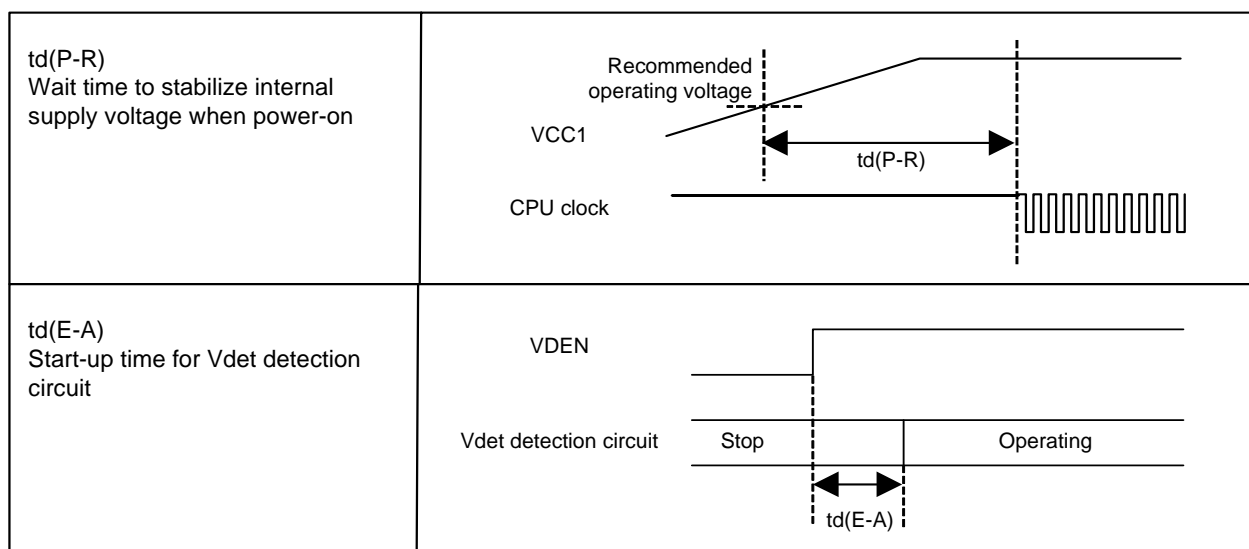 td(P-R)
Wait time to stabilize internal
supply voltage when power-on
Recommended
operating voltage
VCC1
td(P-R)
CPU clock
td(E-A)
Start-up time for Vdet detection
circuit
VDEN
Vdet detection circuit
Stop
Operating
td(E-A)